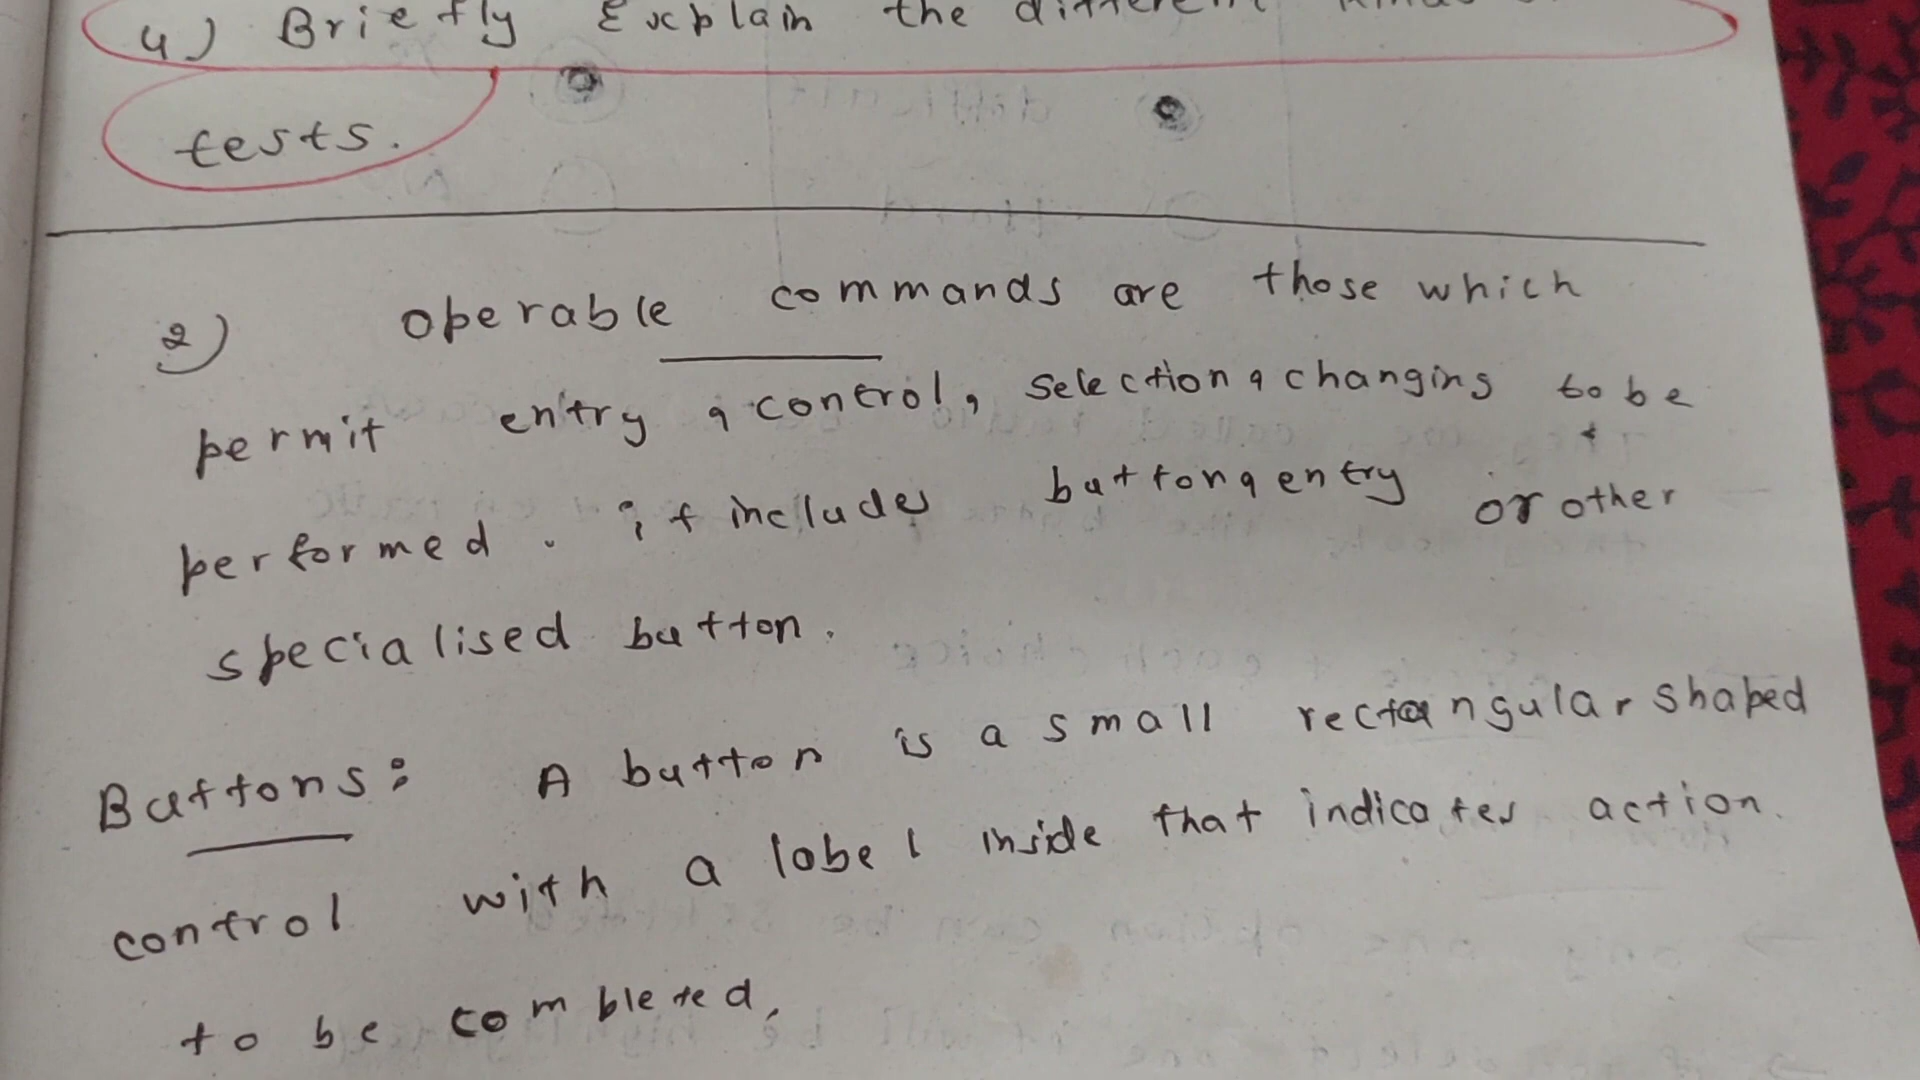 4) Briefly Explain the different
tests.
2) operable commands are those which
permit entry, control, selection, changing to be
performed. it includes button, entry or other
specialised button.
Buttons: A button is a small rectangular shaped
control with a label inside that indicates action
to be completed,